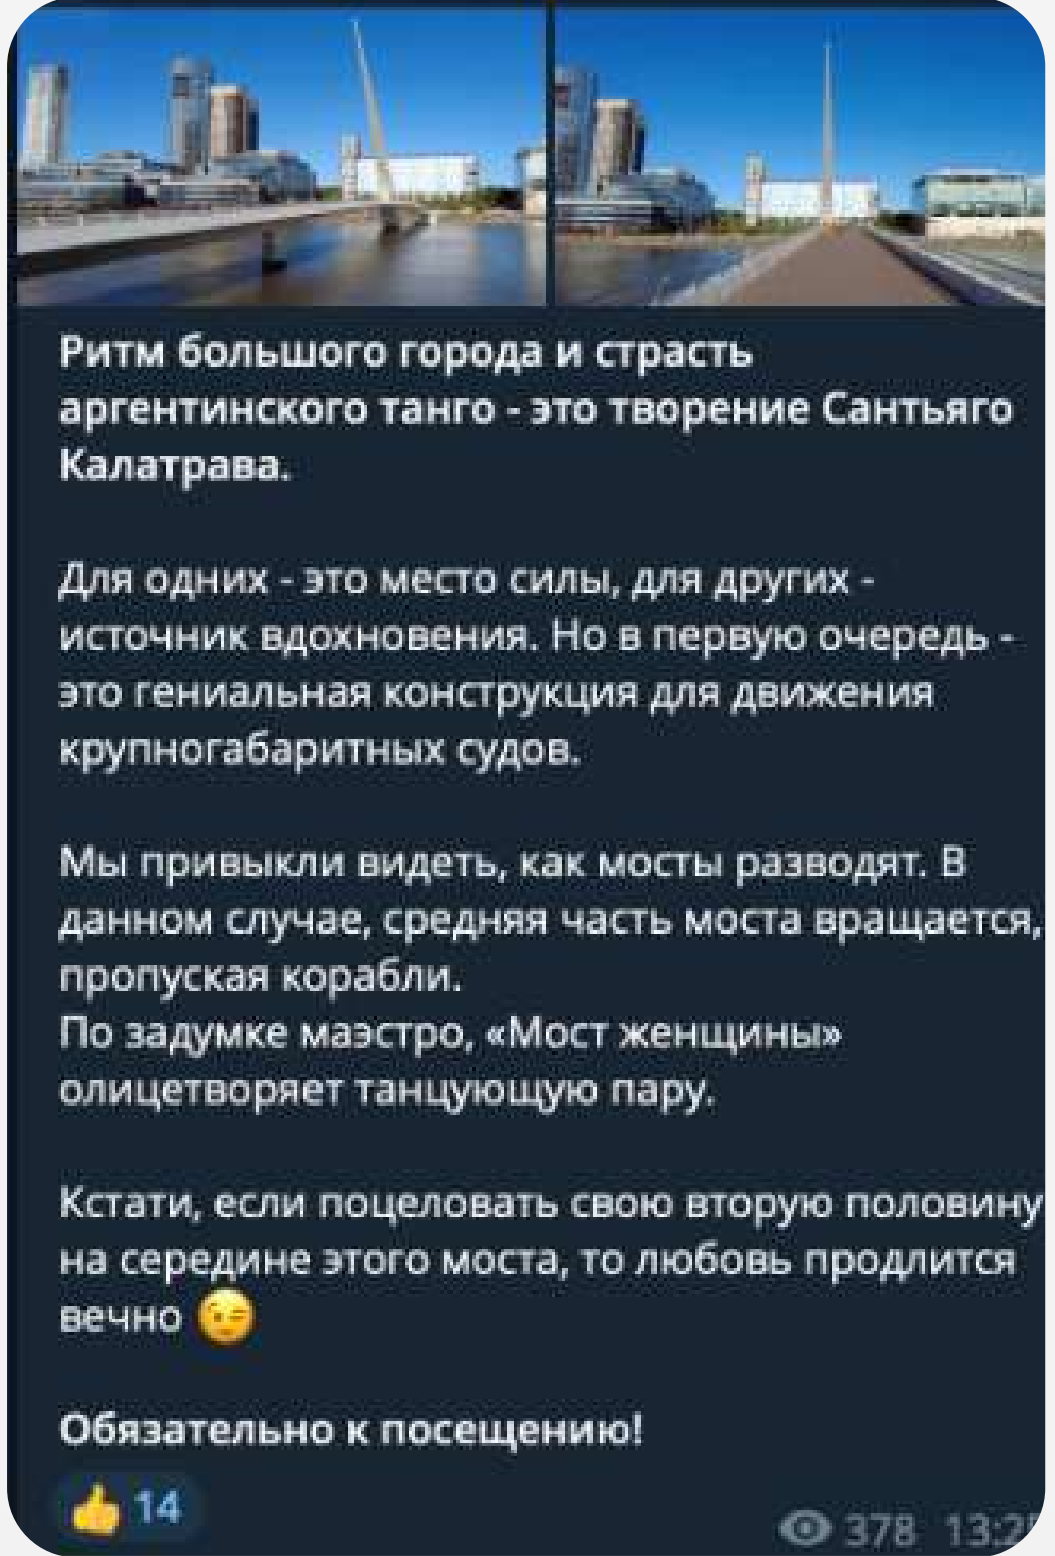 Ритм большого города и страсть
аргентинского танго - это творение Сантьяго
Калатрава.
Для одних - это место силы, для других -
источник вдохновения. Но в первую очередь -
это гениальная конструкция для движения
крупногабаритных судов.
Мы привыкли видеть, как мосты разводят. В
данном случае, средняя часть моста вращается,
пропуская корабли.
По задумке маэстро, «Мост женщины»
олицетворяет танцующую пару.
Кстати, если поцеловать свою вторую половину
на середине этого моста, то любовь продлится
вечно 😉
Обязательно к посещению!
👍 14
378